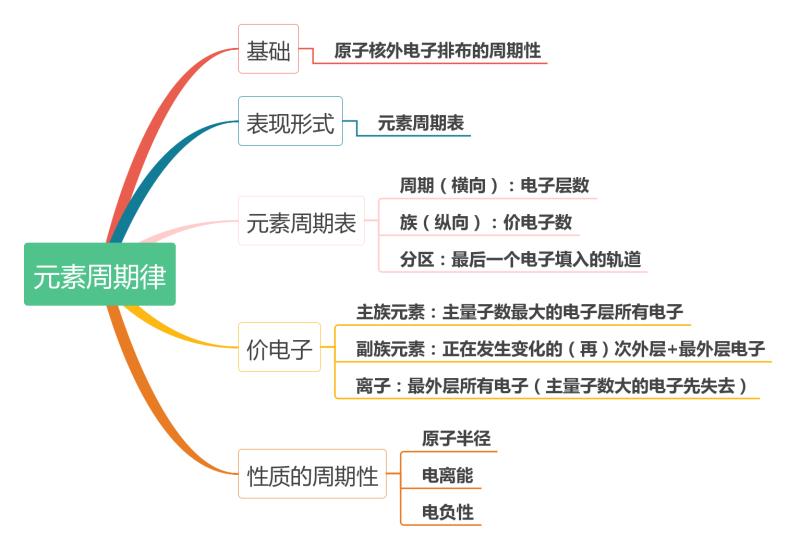 元素周期律
基础
原子核外电子排布的周期性
表现形式
元素周期表
元素周期表
周期（横向）：电子层数
族（纵向）：价电子数
分区：最后一个电子填入的轨道
价电子
主族元素：主量子数最大的电子层所有电子
副族元素：正在发生变化的（再）次外层+最外层电子
离子：最外层所有电子（主量子数大的电子先失去）
性质的周期性
原子半径
电离能
电负性